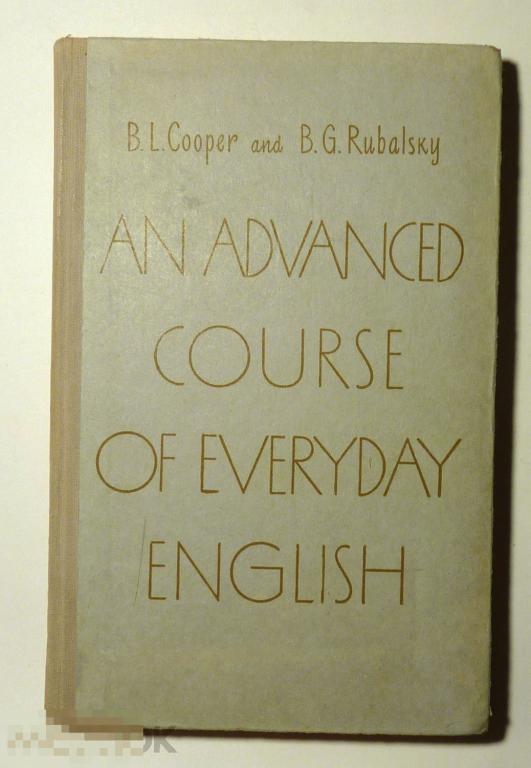 B.L.Cooper and B.G.Rubalsky
AN ADVANCED
COURSE
OF EVERYDAY
ENGLISH